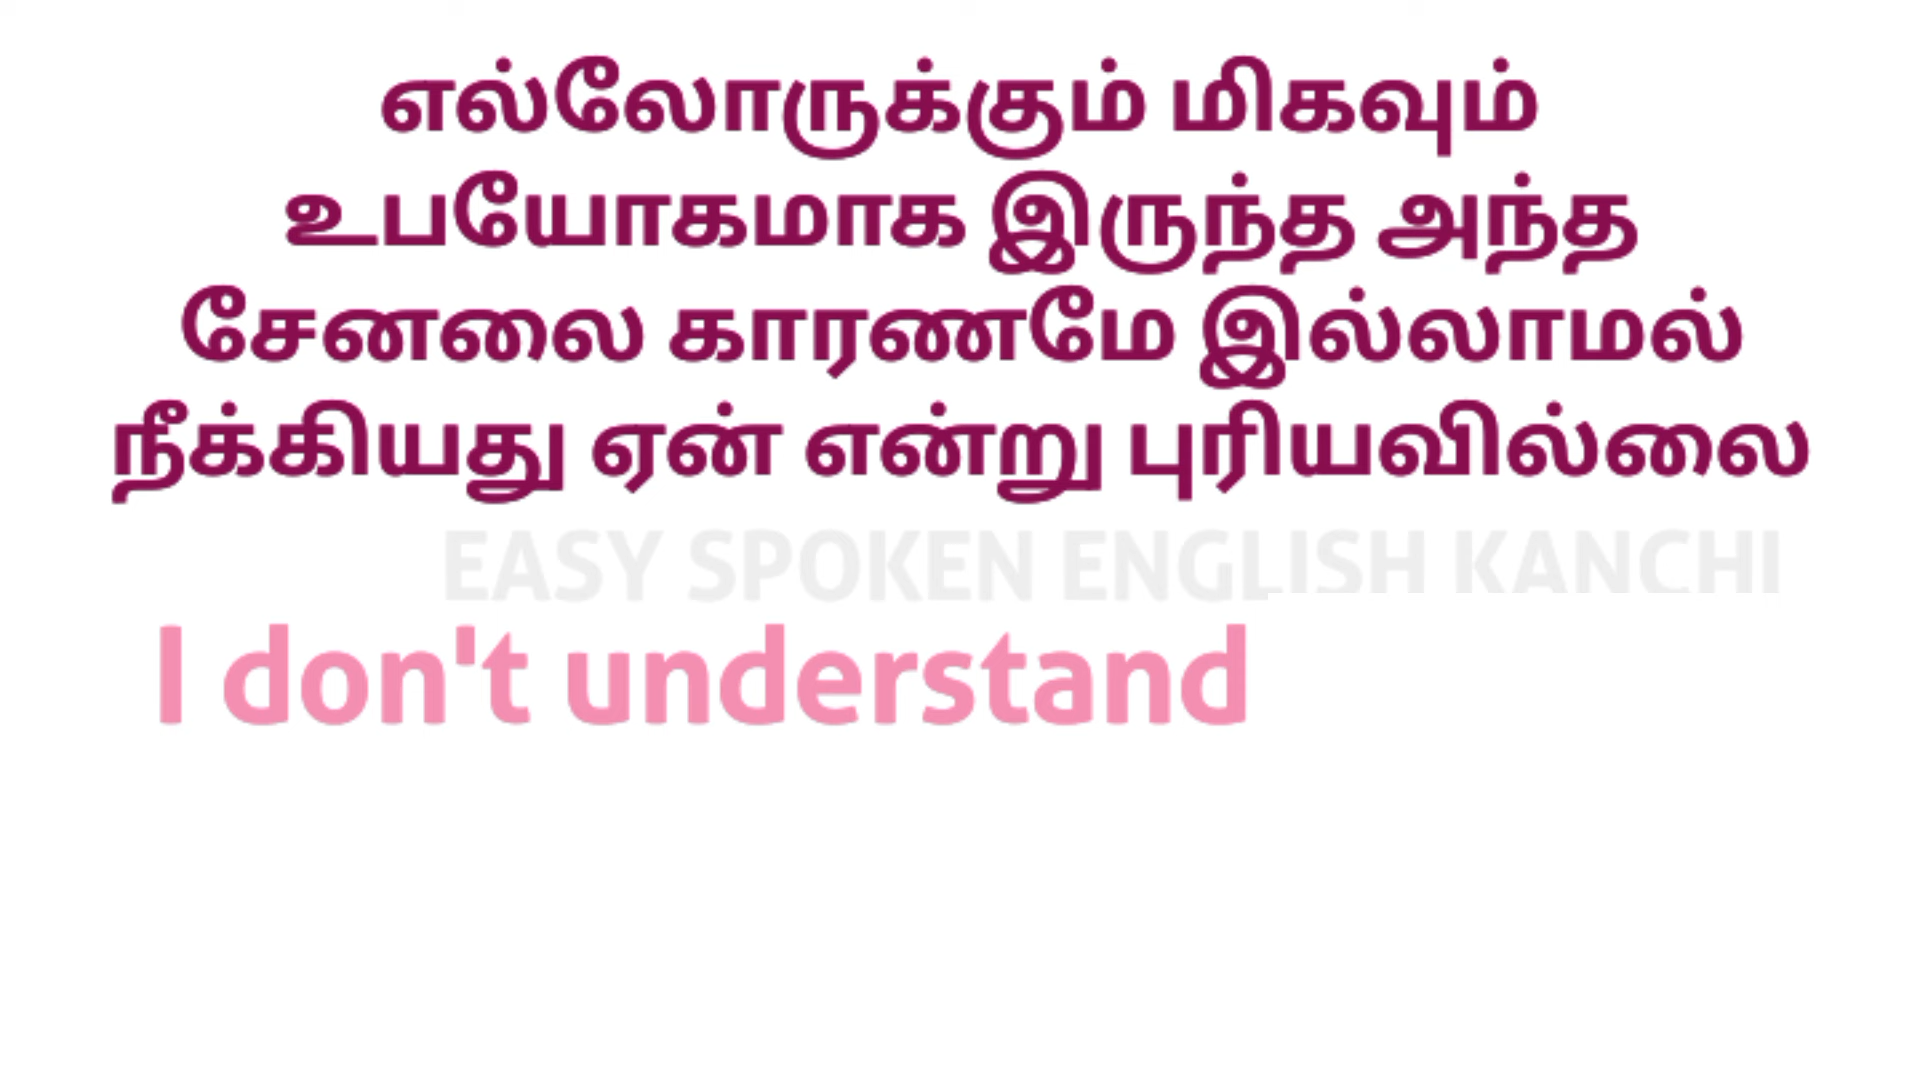 எல்லோருக்கும் மிகவும்
உபயோகமாக இருந்த அந்த
சேனலை காரணமே இல்லாமல்
நீக்கியது ஏன் என்று புரியவில்லை
EASY SPOKEN ENGLISH KANCHI
I don't understand